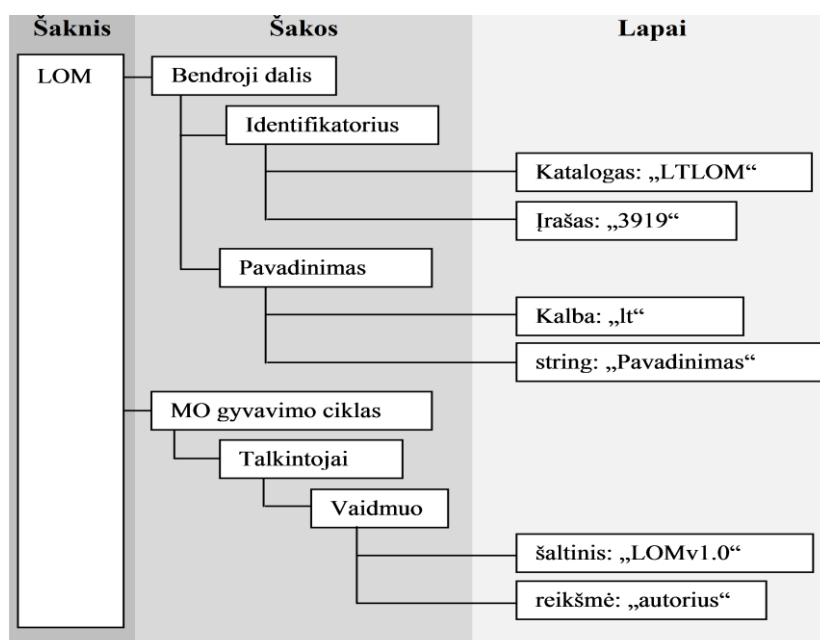 Šaknis Šakos Lapai
LOM
Bendroji dalis
Identifikatorius
Katalogas: „LTLOM“
Įrašas: „3919“
Pavadinimas
Kalba: „lt“
string: „Pavadinimas“
MO gyvavimo ciklas
Talkintojai
Vaidmuo
šaltinis: „LOMv1.0“
reikšmė: „autorius“